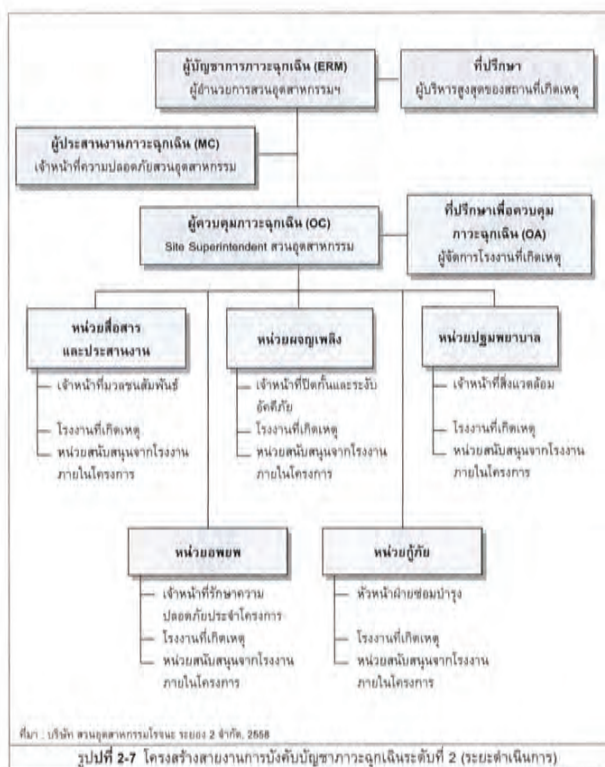 ผู้บัญชาการภาวะฉุกเฉิน (ERM)
ผู้อำนวยการสวนอุตสาหกรรมฯ
ที่ปรึกษา
ผู้บริหารสูงสุดของสถานที่เกิดเหตุ
ผู้ประสานงานภาวะฉุกเฉิน (MC)
เจ้าหน้าที่ความปลอดภัยสวนอุตสาหกรรม
ผู้ควบคุมภาวะฉุกเฉิน (OC)
Site Superintendent สวนอุตสาหกรรม
ที่ปรึกษาเพื่อควบคุม
ภาวะฉุกเฉิน (OA)
ผู้จัดการโรงงานที่เกิดเหตุ
หน่วยสื่อสาร
และประสานงาน
เจ้าหน้าที่มวลชนสัมพันธ์
โรงงานที่เกิดเหตุ
หน่วยสนับสนุนจากโรงงาน
ภายในโครงการ
หน่วยผจญเพลิง
เจ้าหน้าที่ปิดกั้นและระงับ
อัคคีภัย
โรงงานที่เกิดเหตุ
หน่วยสนับสนุนจากโรงงาน
ภายในโครงการ
หน่วยปฐมพยาบาล
เจ้าหน้าที่สิ่งแวดล้อม
โรงงานที่เกิดเหตุ
หน่วยสนับสนุนจากโรงงาน
ภายในโครงการ
หน่วยอพยพ
เจ้าหน้าที่รักษาความ
ปลอดภัยประจำโครงการ
โรงงานที่เกิดเหตุ
หน่วยสนับสนุนจากโรงงาน
ภายในโครงการ
หน่วยกู้ภัย
หัวหน้าฝ่ายซ่อมบำรุง
โรงงานที่เกิดเหตุ
หน่วยสนับสนุนจากโรงงาน
ภายในโครงการ
ที่มา : บริษัท สวนอุตสาหกรรมโรจนะ ระยอง 2 จำกัด, 2558
รูปที่ 2-7 โครงสร้างสายงานการบังคับบัญชาภาวะฉุกเฉินระดับที่ 2 (ระยะดำเนินการ)